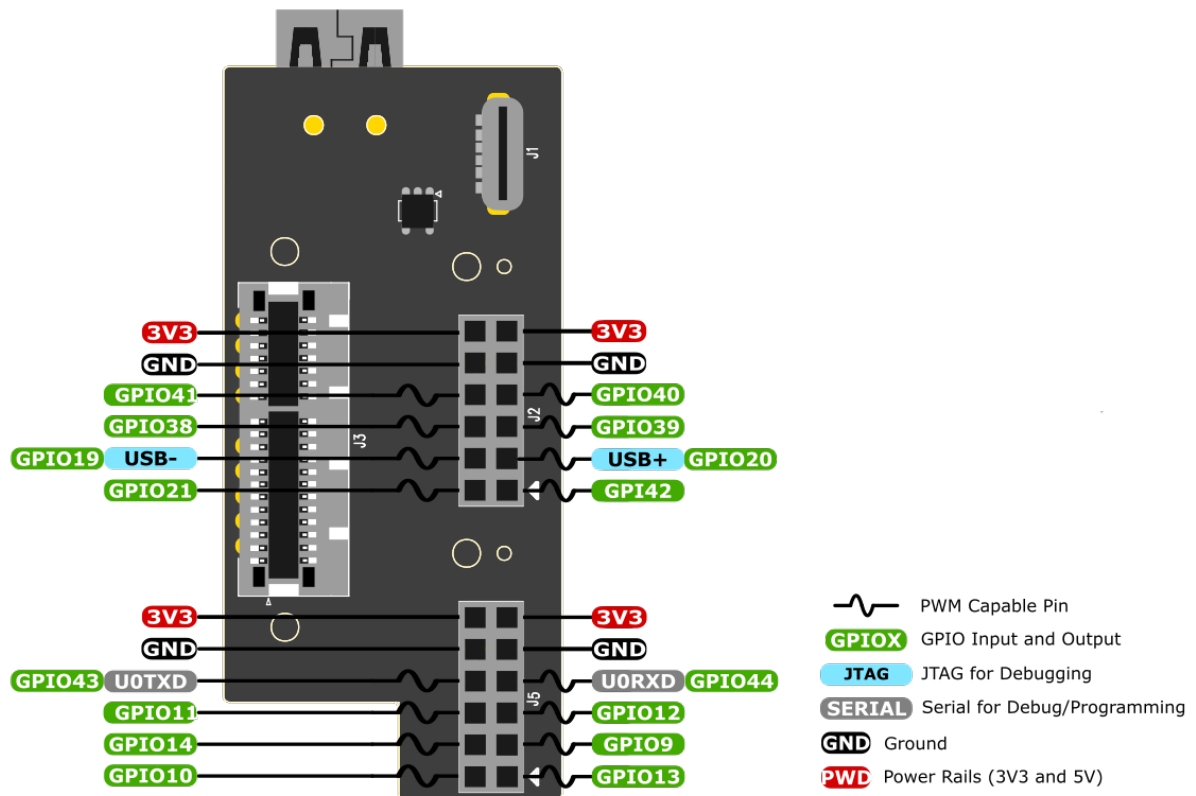 J1
3V3 3V3
GND GND
GPIO41 GPIO40
J2
GPIO38 GPIO39
J3
GPIO19 USB- USB+ GPIO20
GPIO21 GPI42
3V3 3V3
GND GND
GPIO43 U0TXD U0RXD GPIO44
J5
GPIO11 GPIO12
GPIO14 GPIO9
GPIO10 GPIO13
PWM Capable Pin
GPIOX GPIO Input and Output
JTAG JTAG for Debugging
SERIAL Serial for Debug/Programming
GND Ground
PWD Power Rails (3V3 and 5V)